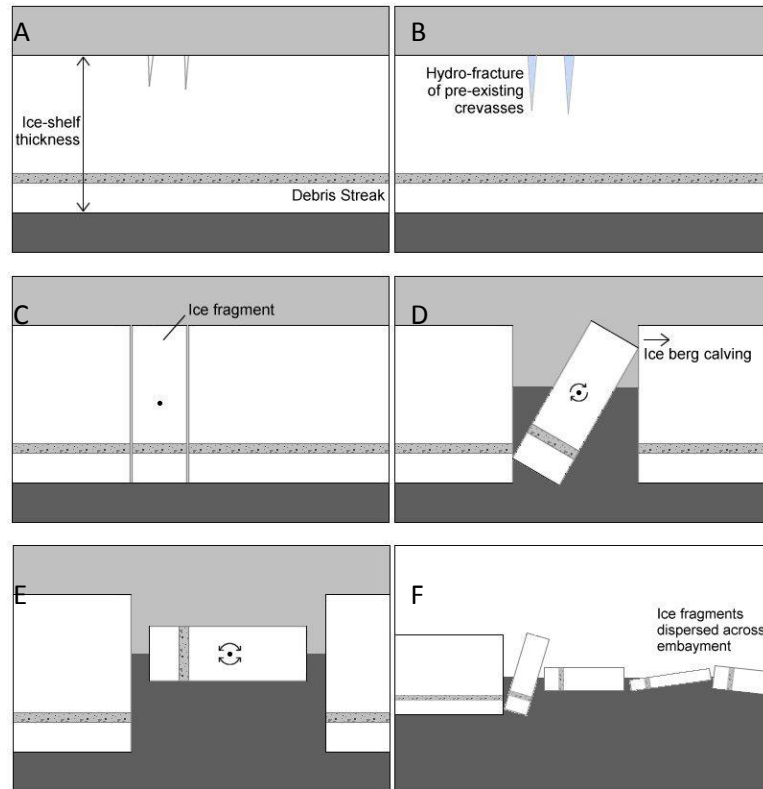 A
Ice-shelf
thickness
Debris Streak
B
Hydro-fracture
of pre-existing
crevasses
C
Ice fragment
D
Ice berg calving
E
F
Ice fragments
dispersed across
embayment